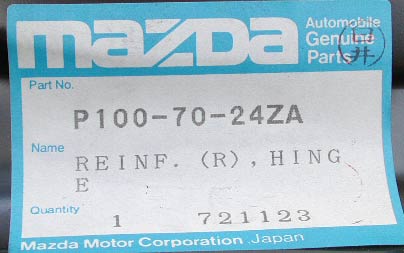 mazda
Automobile
Genuine
Parts
Part No.
P100-70-24ZA
Name
REINF. (R), HING
E
Quantity
1 721123
Mazda Motor Corporation Japan